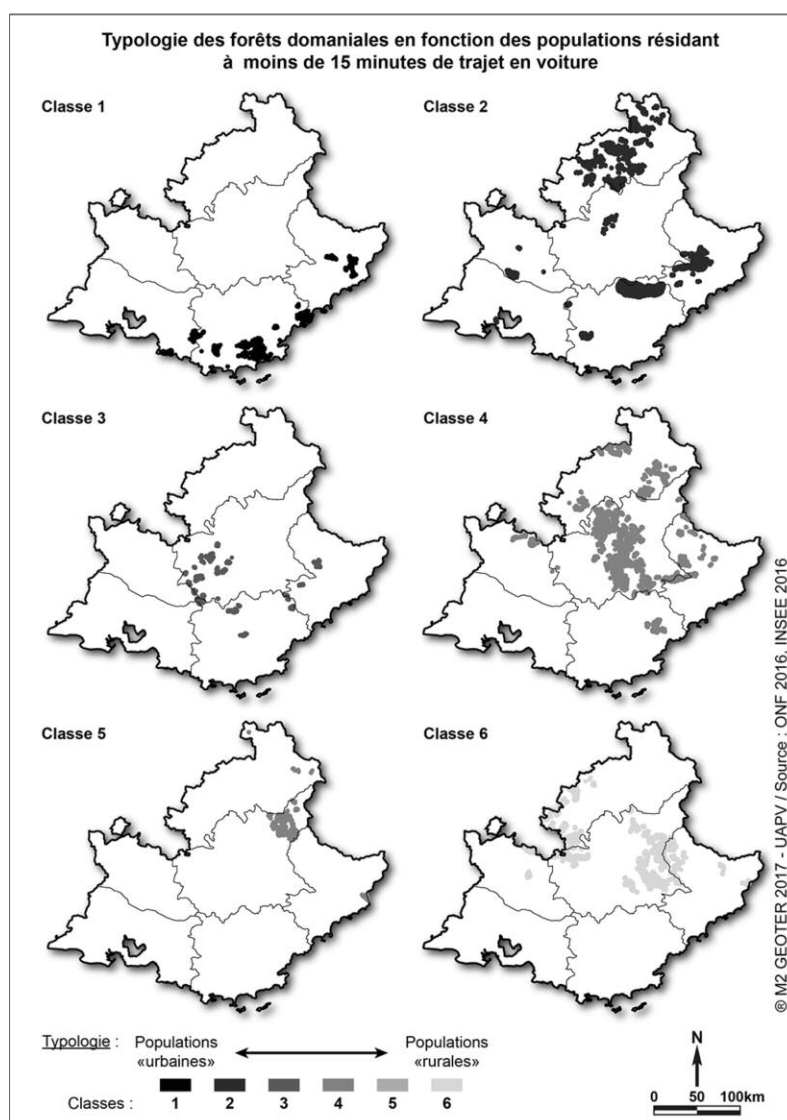 Typologie des forêts domaniales en fonction des populations résidant
à moins de 15 minutes de trajet en voiture
Classe 1
Classe 2
Classe 3
Classe 4
Classe 5
Classe 6
® M2 GEOTER 2017 - UAPV / Source : ONF 2016, INSEE 2016
Typologie : Populations «urbaines»
Populations «rurales»
Classes : 1 2 3 4 5 6
N
0 50 100km